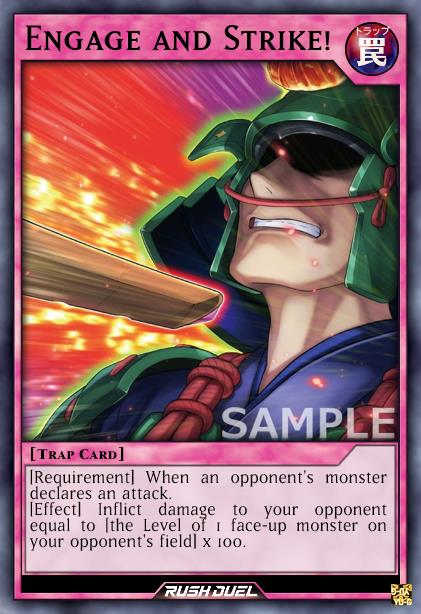 Engage and Strike!
トラップ
罠
SAMPLE
[Trap Card]
[Requirement] When an opponent's monster
declares an attack.
[Effect] Inflict damage to your opponent
equal to [the Level of 1 face-up monster on
your opponent's field] x 100.
RUSH DUEL